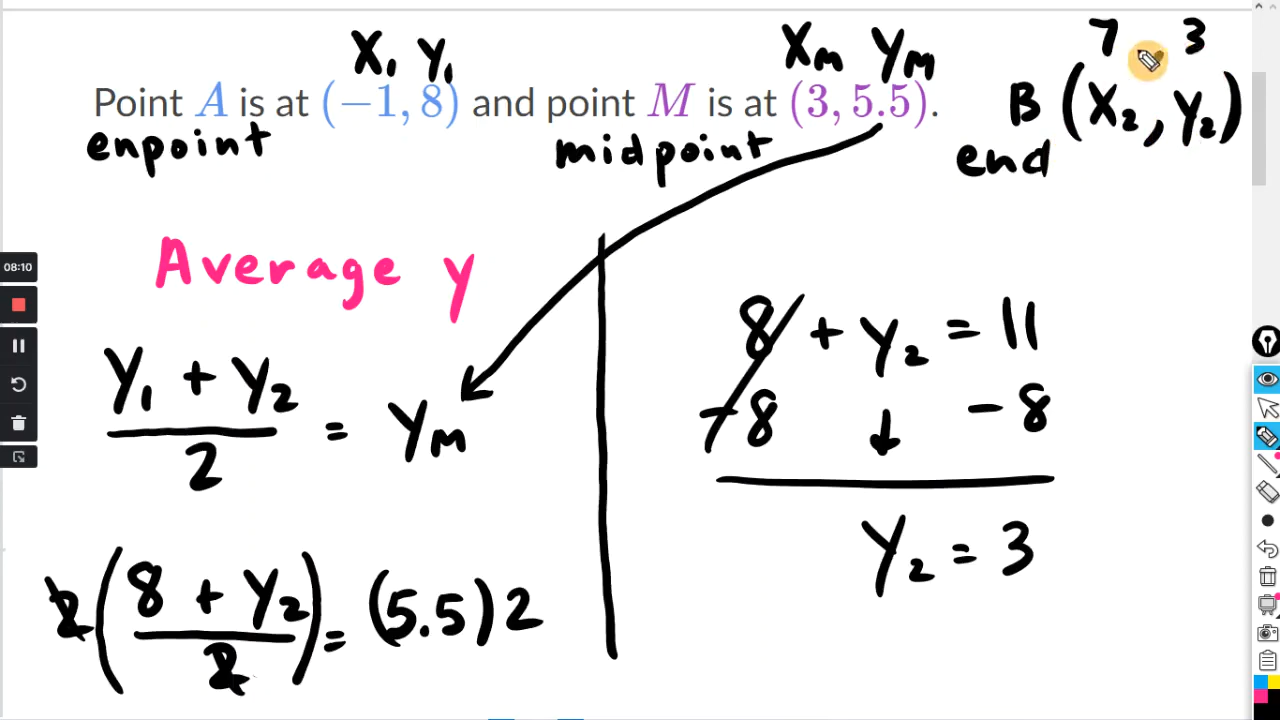 7 3
X₁ Y₁ Xₘ Yₘ
Point A is at (−1, 8) and point M is at (3, 5.5). B (X₂, Y₂)
enpoint midpoint end
Average y
08:10
8 + Y₂ = 11
-8 ↓ -8
Y₁ + Y₂
2
= Yₘ
Y₂ = 3
2(8 + Y₂
2
) = (5.5)2